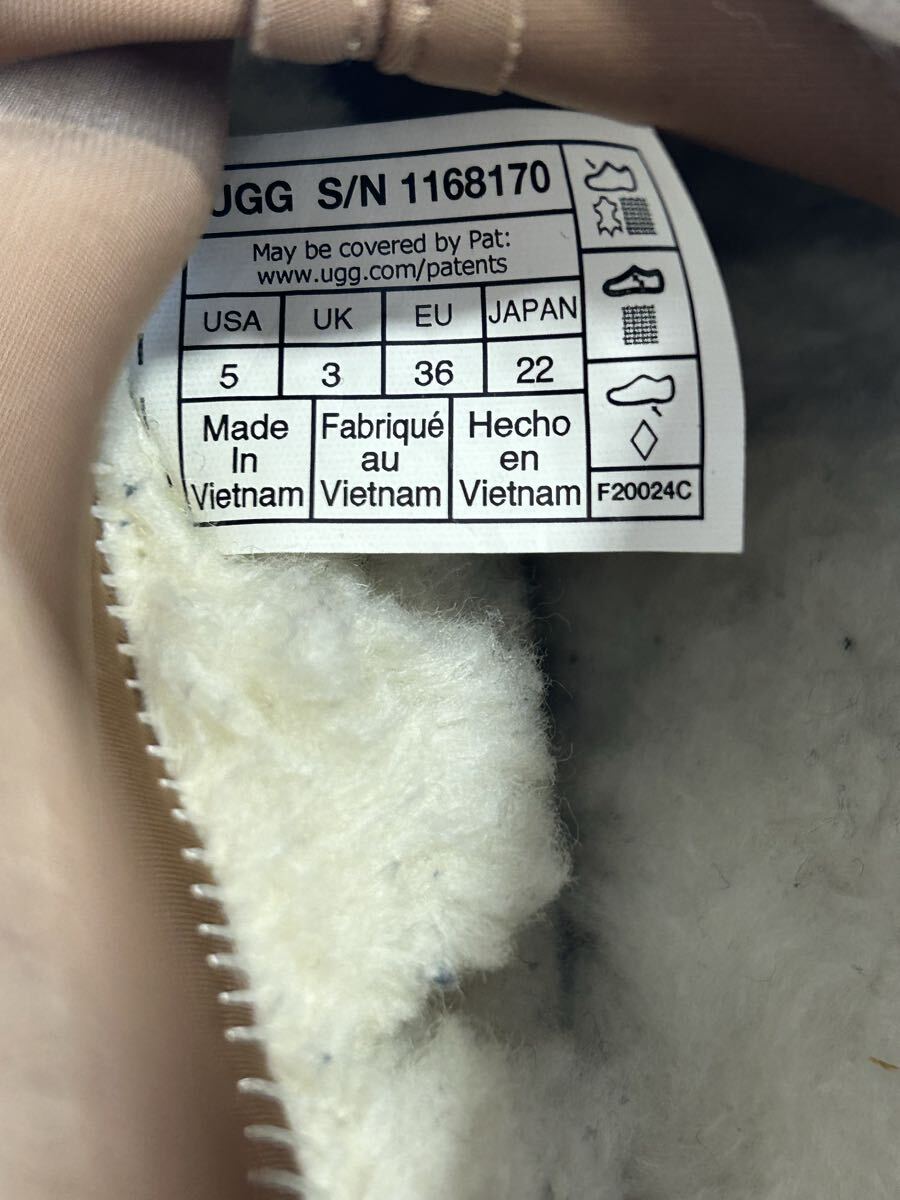 UGG S/N 1168170
May be covered by Pat:
www.ugg.com/patents
USA UK EU JAPAN
5 3 36 22
Made In Vietnam
Fabriqué au Vietnam
Hecho en Vietnam
F20024C